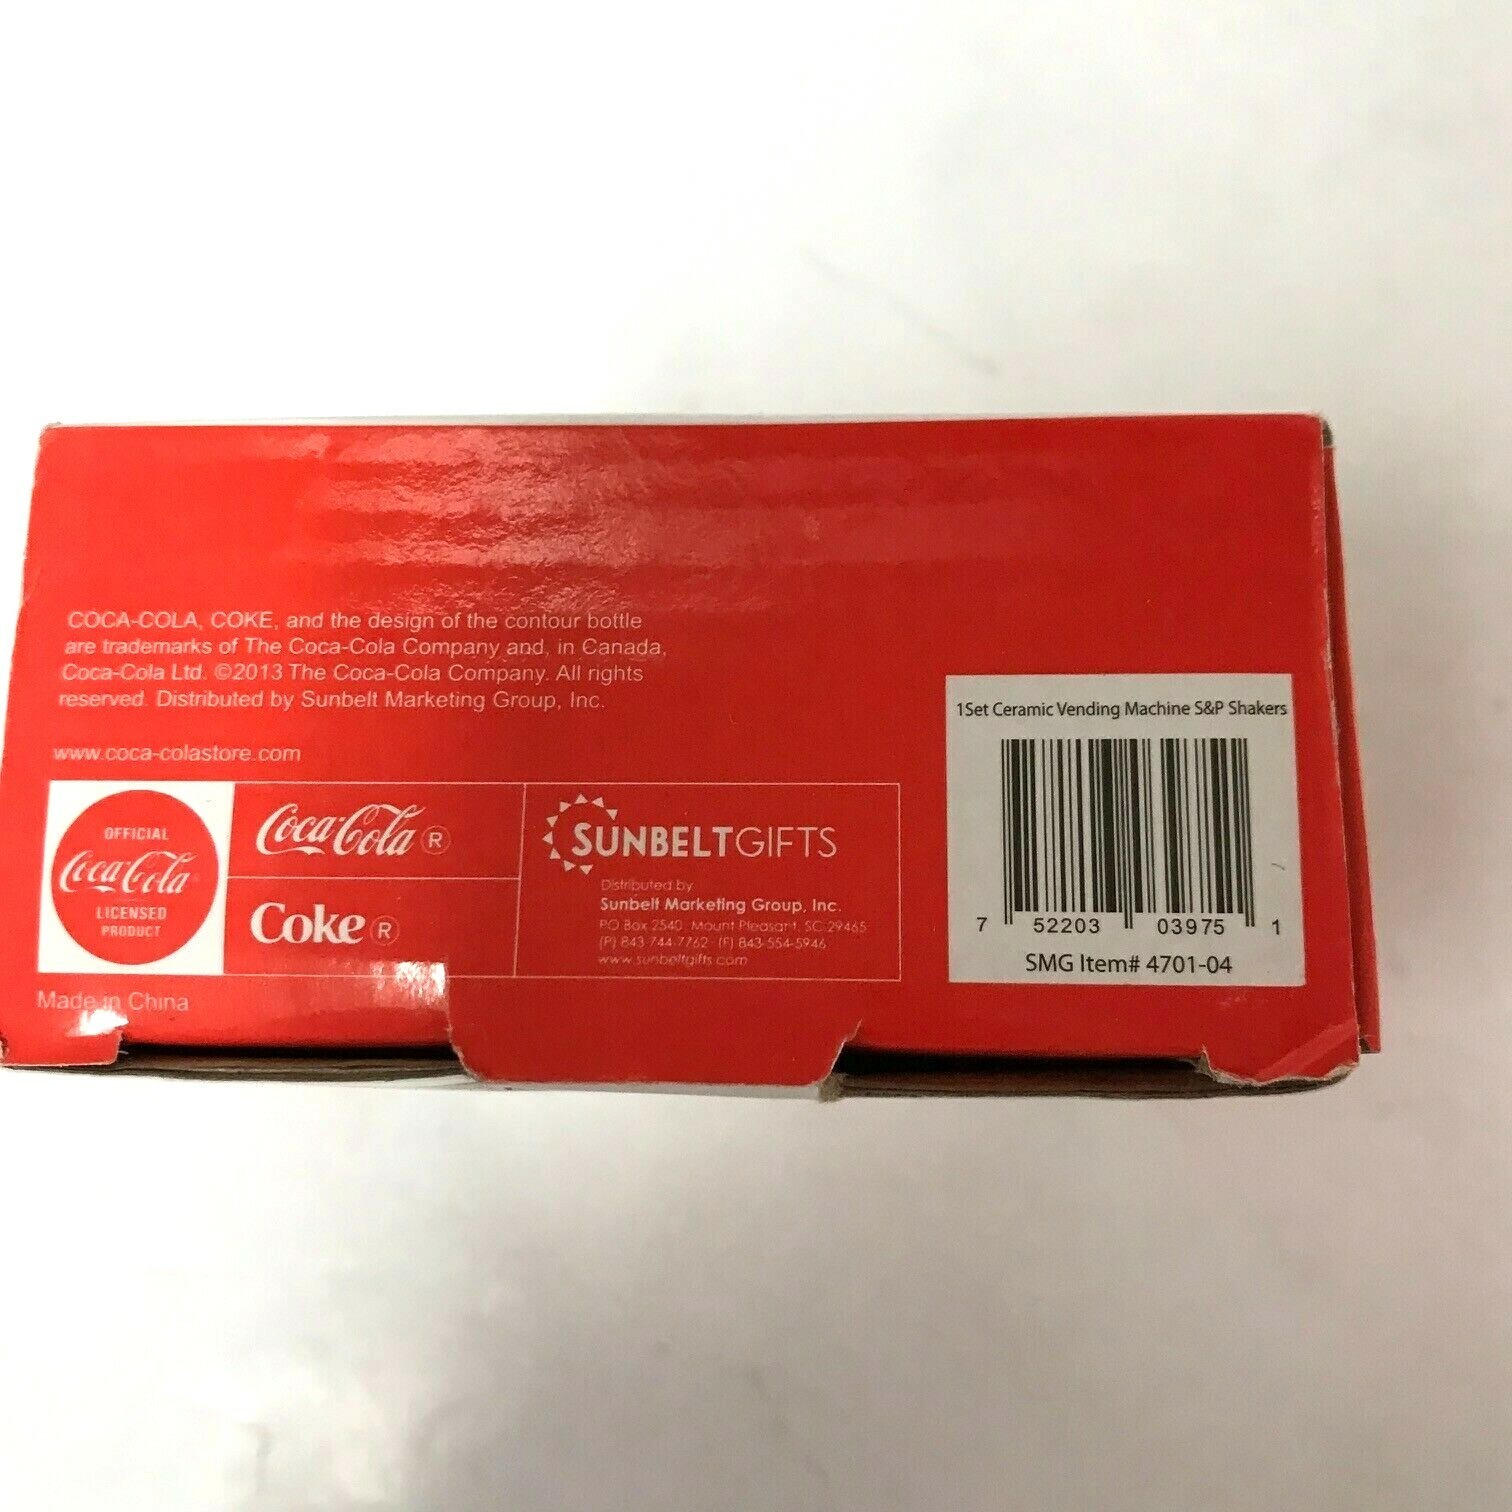 COCA-COLA, COKE, and the design of the contour bottle
are trademarks of The Coca-Cola Company and, in Canada,
Coca-Cola Ltd. ©2013 The Coca-Cola Company. All rights
reserved. Distributed by Sunbelt Marketing Group, Inc.
www.coca-colastore.com
OFFICIAL
Coca-Cola
LICENSED
PRODUCT
Coca-Cola ®
Coke ®
SUNBELTGIFTS
Distributed by
Sunbelt Marketing Group, Inc.
PO Box 2540 Mount Pleasant, SC 29465
(P) 843-744-7762 (F) 843-554-5946
www.sunbeltgifts.com
Made in China
1Set Ceramic Vending Machine S&P Shakers
7 52203 03975 1
SMG Item# 4701-04